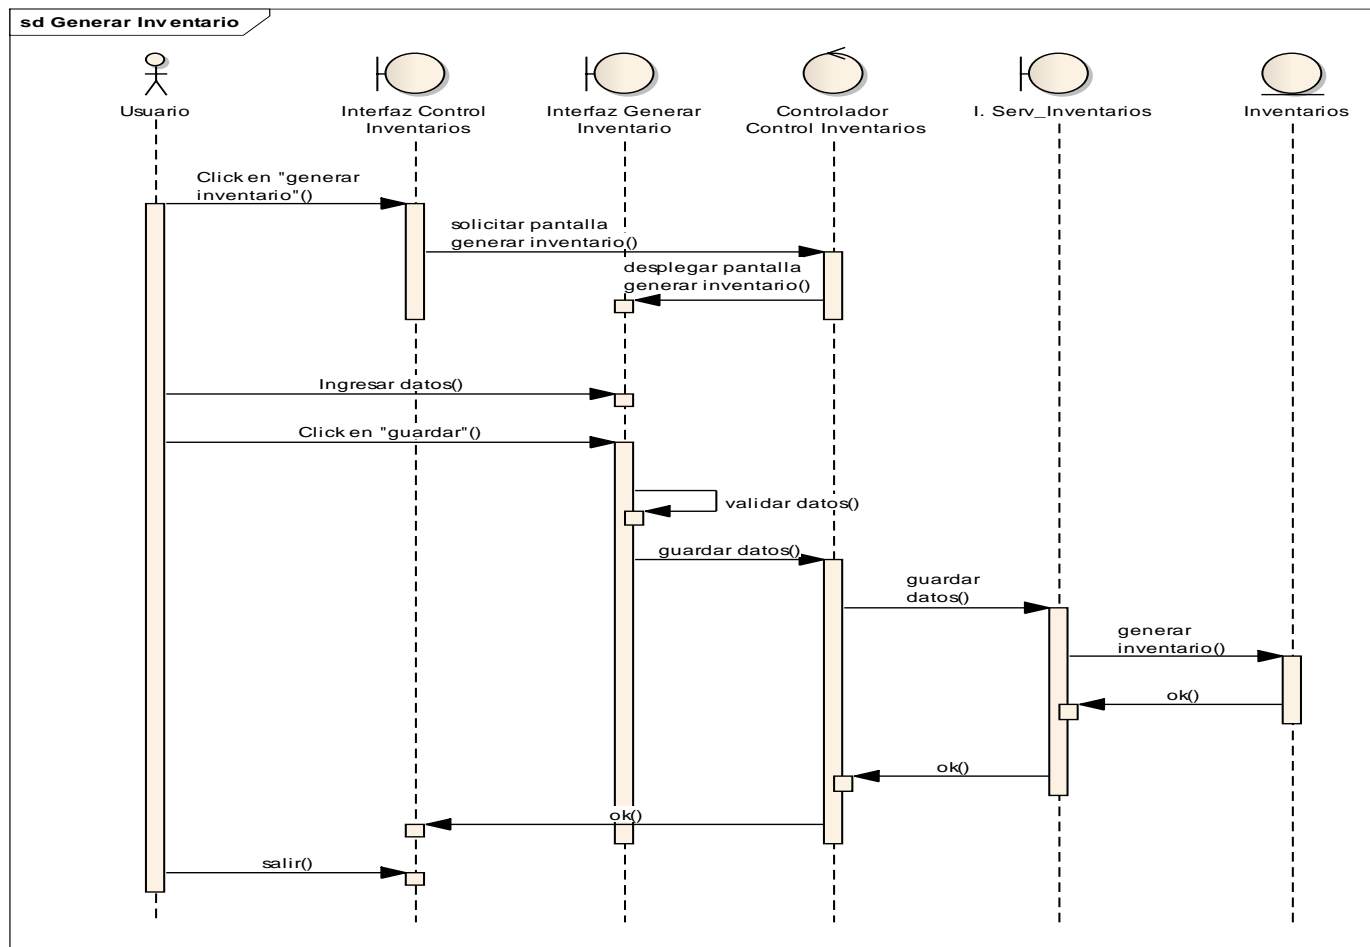 sd Generar Inventario
Usuario
Interfaz Control
Inventarios
Interfaz Generar
Inventario
Controlador
Control Inventarios
I. Serv_Inventarios
Inventarios
Click en "generar
inventario"()
solicitar pantalla
generar inventario()
desplegar pantalla
generar inventario()
Ingresar datos()
Click en "guardar"()
validar datos()
guardar datos()
guardar
datos()
generar
inventario()
ok()
ok()
ok()
salir()